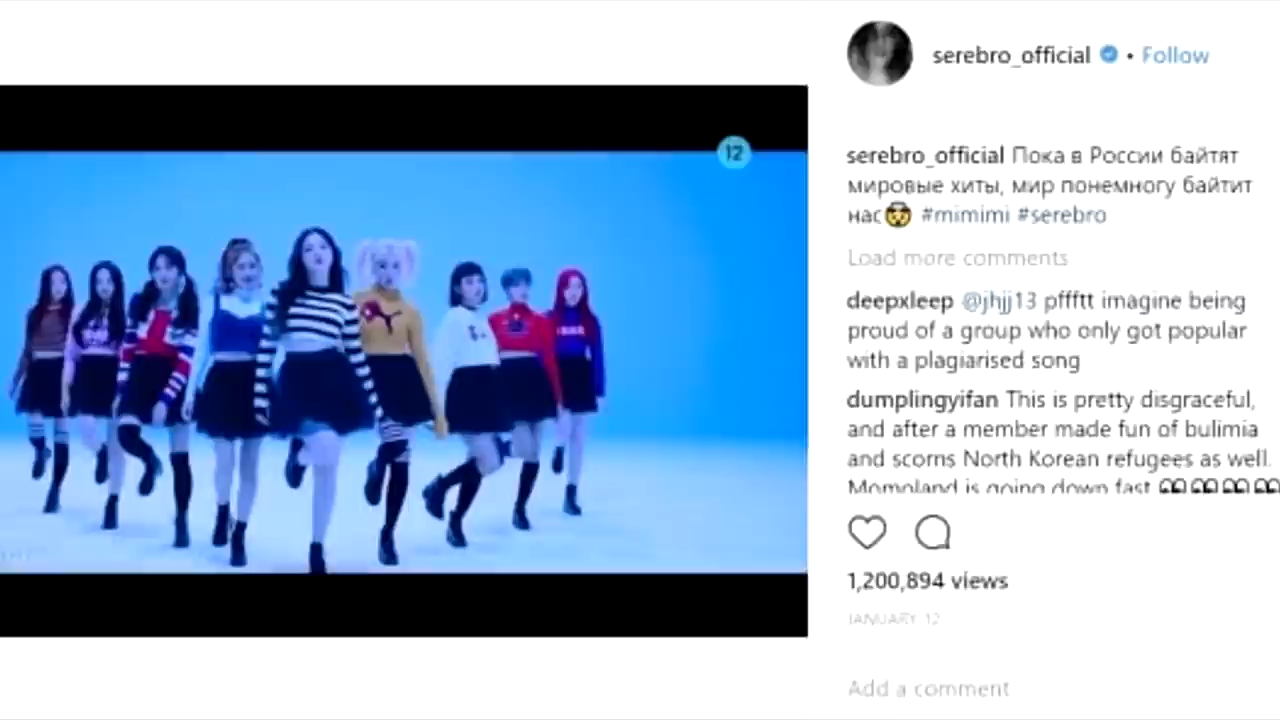 12
serebro_official • Follow
serebro_official Пока в России байтят
мировые хиты, мир понемногу байтит
нас🤯 #mimimi #serebro
Load more comments
deepxleep @jhjj13 pffftt imagine being
proud of a group who only got popular
with a plagiarised song
dumplingyifan This is pretty disgraceful,
and after a member made fun of bulimia
and scorns North Korean refugees as well.
Momoland is going down fast 👀👀👀👀
1,200,894 views
JANUARY 12
Add a comment